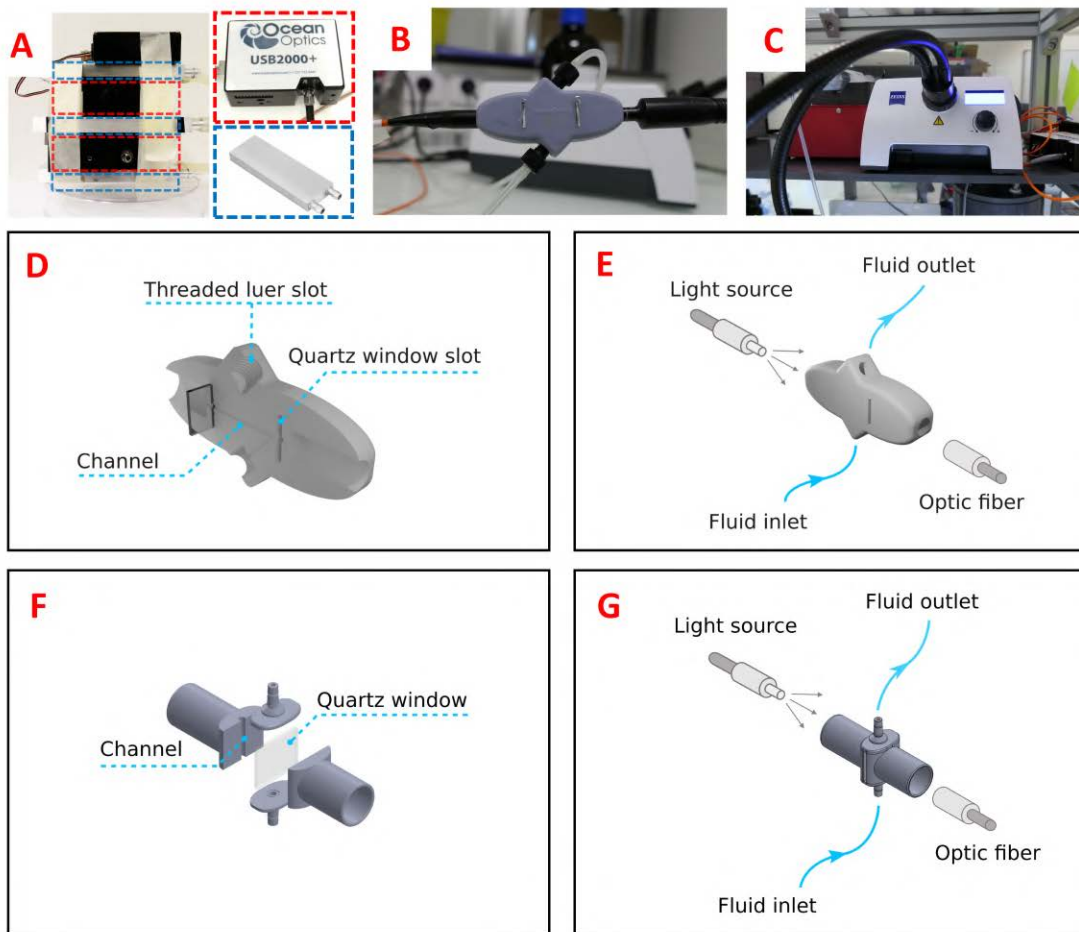 A
Ocean
Optics
USB2000+
B
C
ZEISS
D
Threaded luer slot
Quartz window slot
Channel
E
Fluid outlet
Light source
Optic fiber
Fluid inlet
F
Quartz window
Channel
G
Fluid outlet
Light source
Optic fiber
Fluid inlet